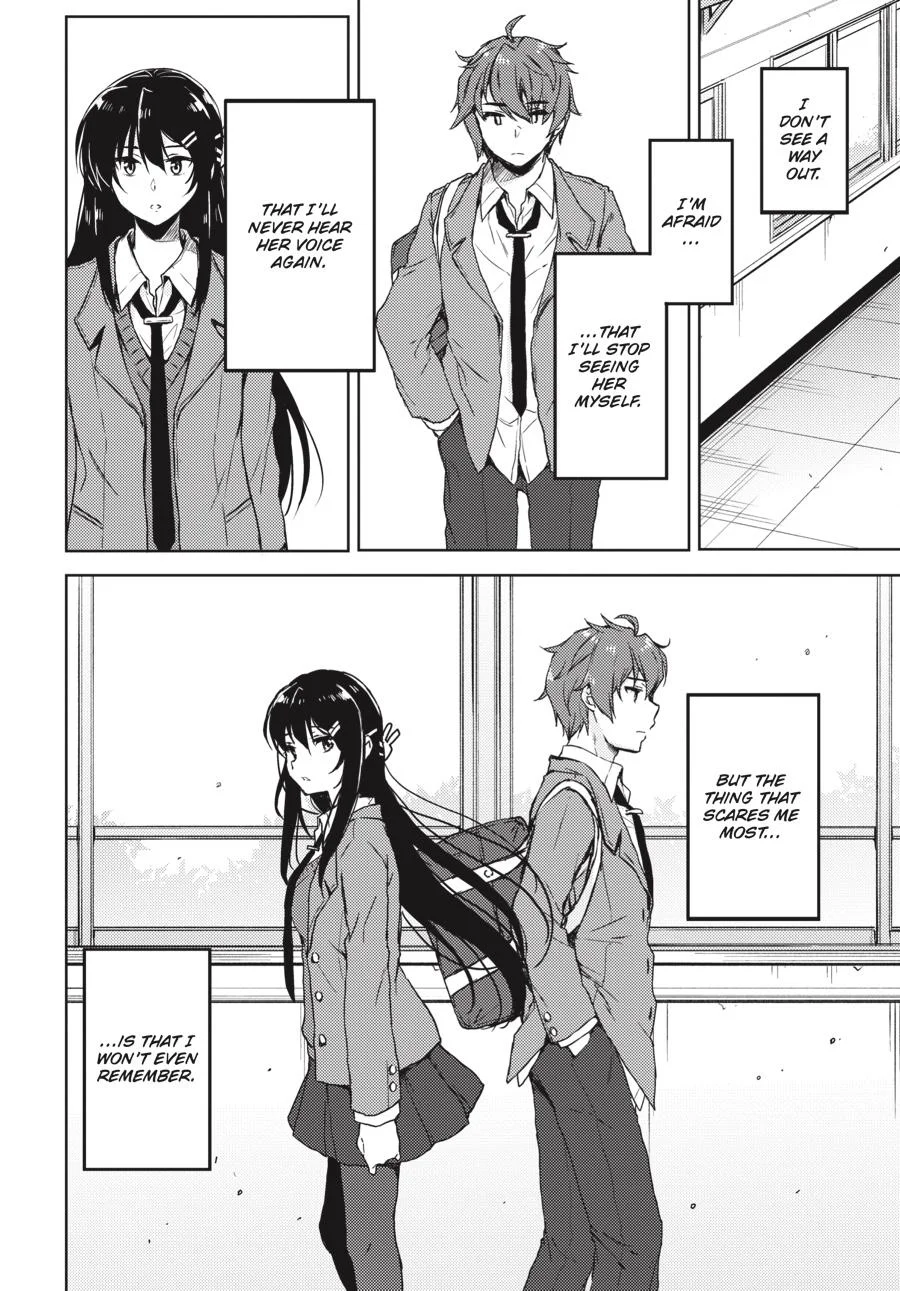 I
DON'T
SEE A
WAY
OUT.
I'M
AFRAID
...
...THAT
I'LL STOP
SEEING
HER
MYSELF.
THAT I'LL
NEVER HEAR
HER VOICE
AGAIN.
BUT THE
THING THAT
SCARES ME
MOST...
...IS THAT I
WON'T EVEN
REMEMBER.